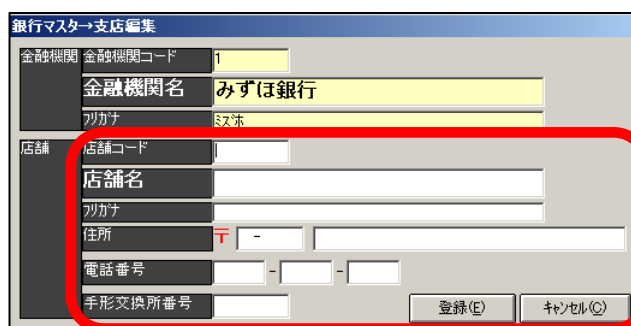 銀行マスタ→支店編集
金融機関 金融機関コード 1
金融機関名 みずほ銀行
ﾌﾘｶﾞﾅ ﾐｽﾞﾎ
店舗 店舗コード
店舗名
ﾌﾘｶﾞﾅ
住所 〒 -
電話番号 - -
手形交換所番号 登録(E) ｷｬﾝｾﾙ(C)